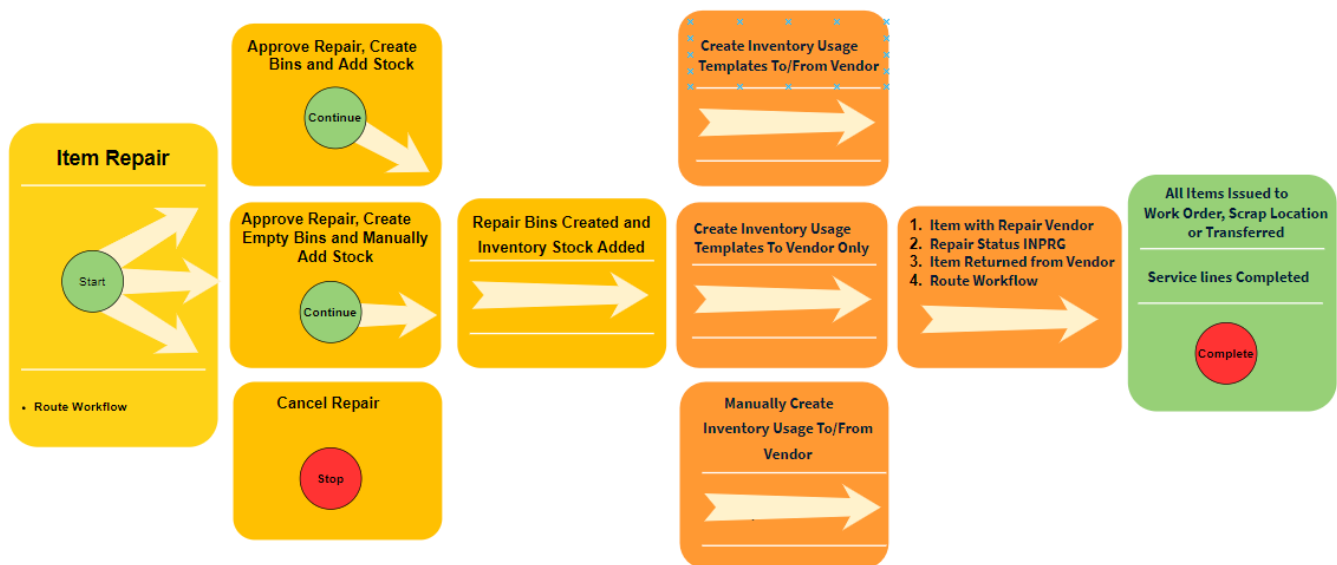 Item Repair
Start
• Route Workflow
Approve Repair, Create
Bins and Add Stock
Continue
Approve Repair, Create
Empty Bins and Manually
Add Stock
Continue
Cancel Repair
Stop
Repair Bins Created and
Inventory Stock Added
Create Inventory Usage
Templates To/From Vendor
Create Inventory Usage
Templates To Vendor Only
Manually Create
Inventory Usage To/From
Vendor
1. Item with Repair Vendor
2. Repair Status INPRG
3. Item Returned from Vendor
4. Route Workflow
All Items Issued to
Work Order, Scrap Location
or Transferred
Service lines Completed
Complete